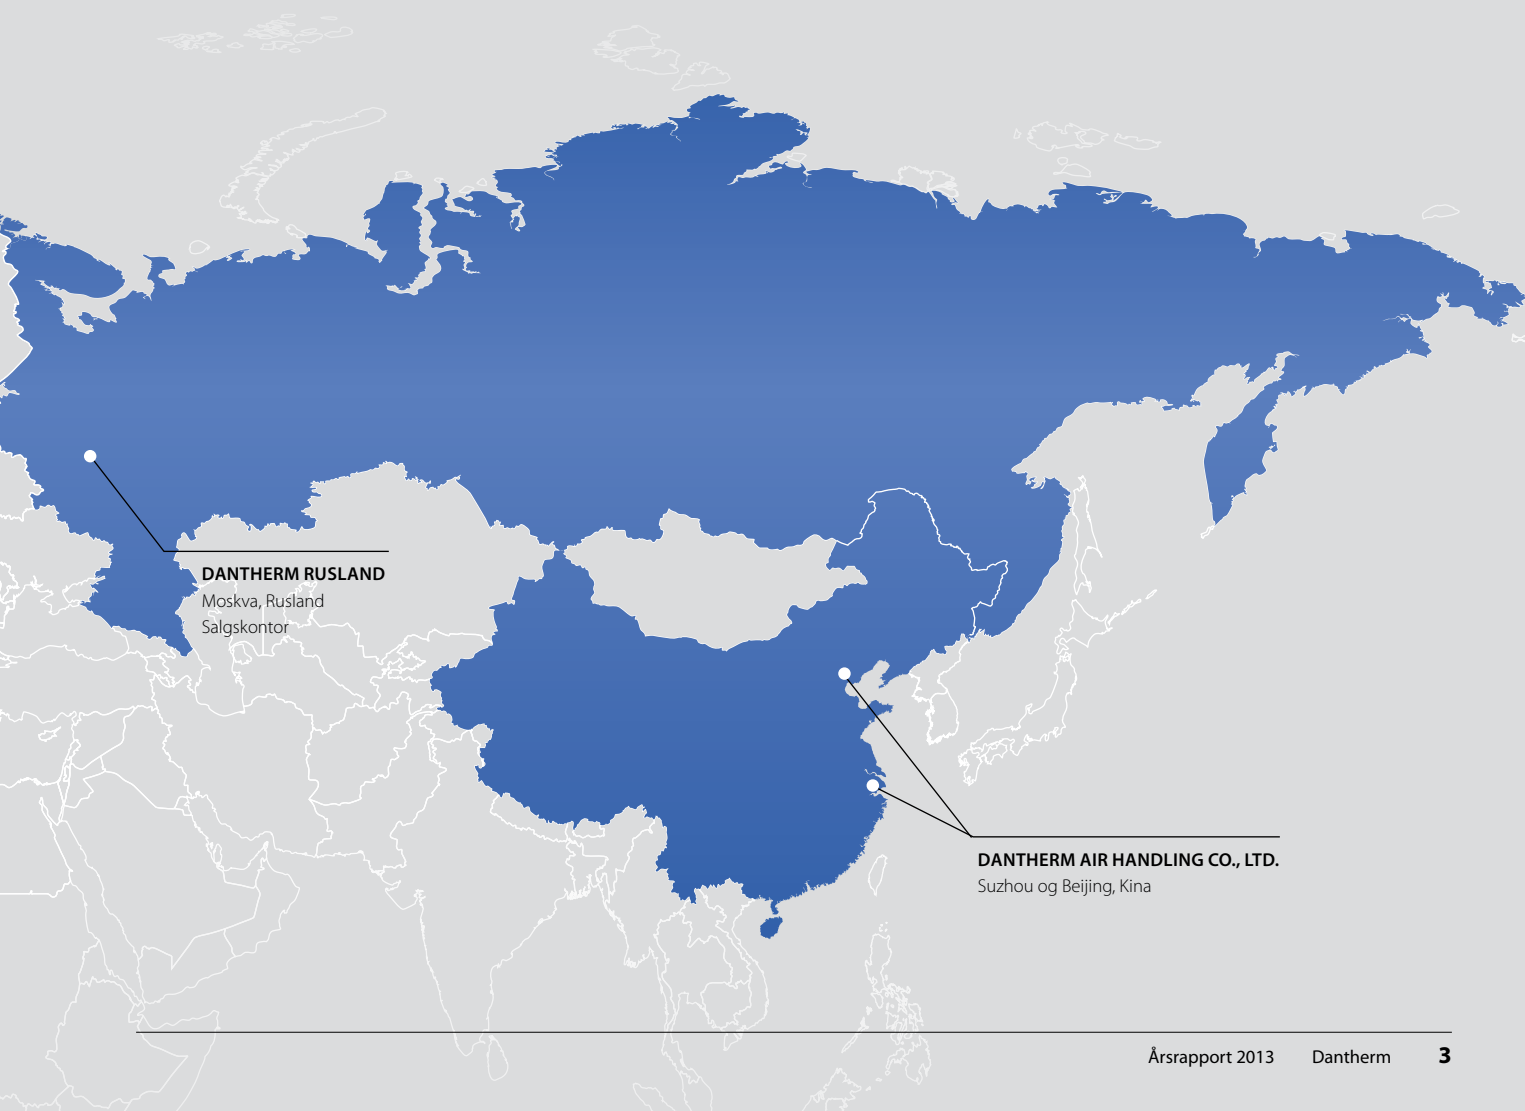 DANTHERM RUSLAND
Moskva, Rusland
Salgskontor
DANTHERM AIR HANDLING CO., LTD.
Suzhou og Beijing, Kina
Årsrapport 2013 Dantherm 3